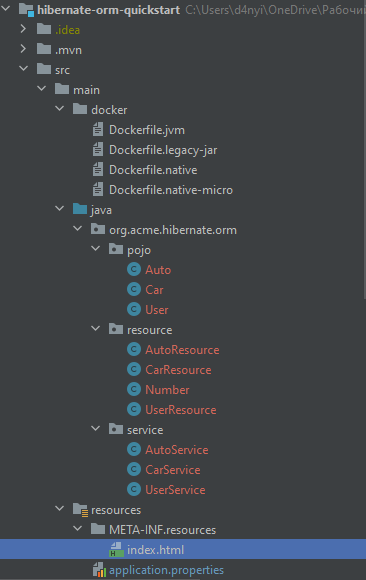 hibernate-orm-quickstart C:\Users\d4nyi\OneDrive\Рабочий
.idea
.mvn
src
main
docker
Dockerfile.jvm
Dockerfile.legacy-jar
Dockerfile.native
Dockerfile.native-micro
java
org.acme.hibernate.orm
pojo
Auto
Car
User
resource
AutoResource
CarResource
Number
UserResource
service
AutoService
CarService
UserService
resources
META-INF.resources
index.html
application.properties